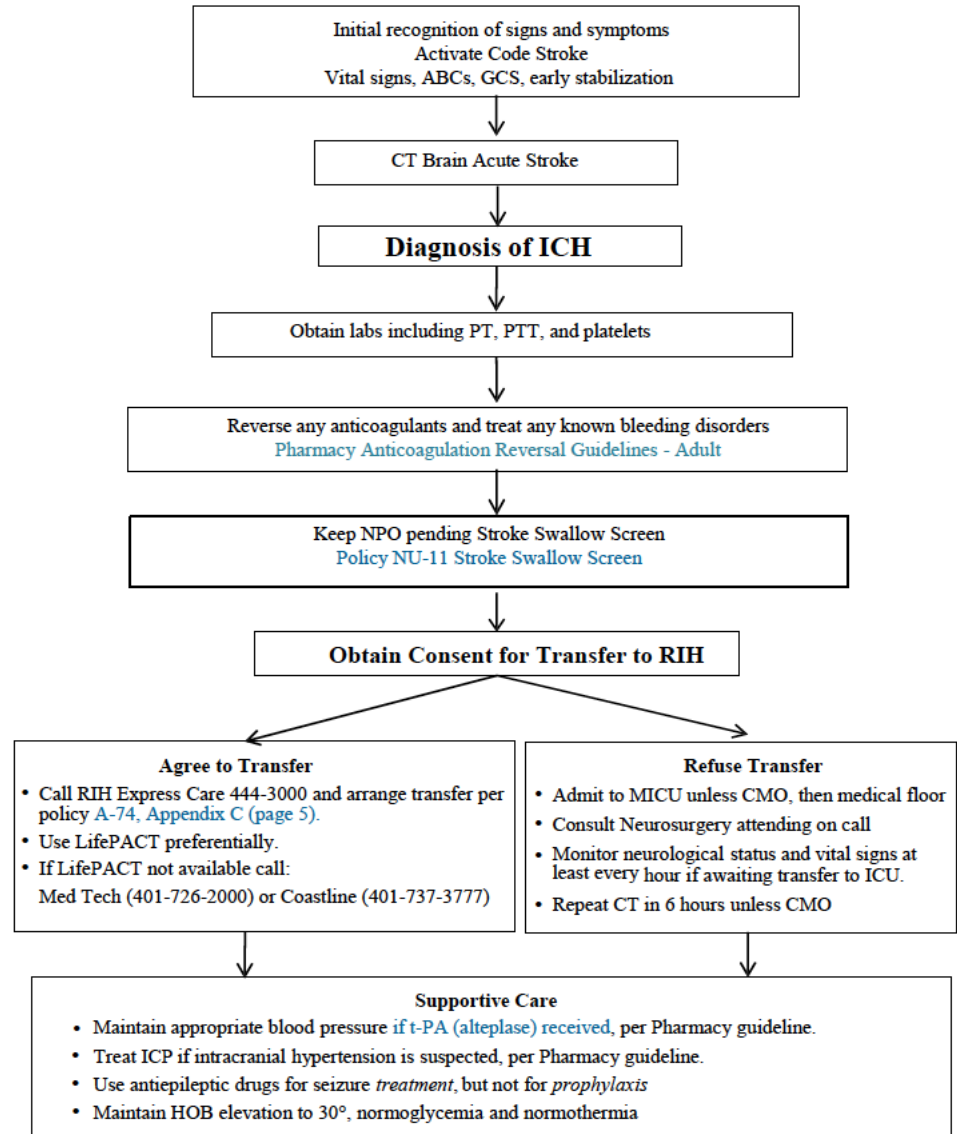 Initial recognition of signs and symptoms
Activate Code Stroke
Vital signs, ABCs, GCS, early stabilization
CT Brain Acute Stroke
Diagnosis of ICH
Obtain labs including PT, PTT, and platelets
Reverse any anticoagulants and treat any known bleeding disorders
Pharmacy Anticoagulation Reversal Guidelines - Adult
Keep NPO pending Stroke Swallow Screen
Policy NU-11 Stroke Swallow Screen
Obtain Consent for Transfer to RIH
Agree to Transfer
• Call RIH Express Care 444-3000 and arrange transfer per
policy A-74, Appendix C (page 5).
• Use LifePACT preferentially.
• If LifePACT not available call:
Med Tech (401-726-2000) or Coastline (401-737-3777)
Refuse Transfer
• Admit to MICU unless CMO, then medical floor
• Consult Neurosurgery attending on call
• Monitor neurological status and vital signs at
least every hour if awaiting transfer to ICU.
• Repeat CT in 6 hours unless CMO
Supportive Care
• Maintain appropriate blood pressure if t-PA (alteplase) received, per Pharmacy guideline.
• Treat ICP if intracranial hypertension is suspected, per Pharmacy guideline.
• Use antiepileptic drugs for seizure treatment, but not for prophylaxis
• Maintain HOB elevation to 30°, normoglycemia and normothermia